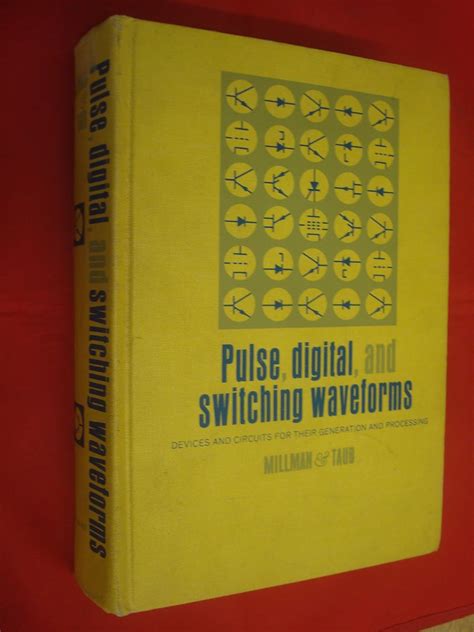 Pulse, digital, and switching waveforms
Pulse, digital, and
switching waveforms
DEVICES AND CIRCUITS FOR THEIR GENERATION AND PROCESSING
MILLMAN & TAUB